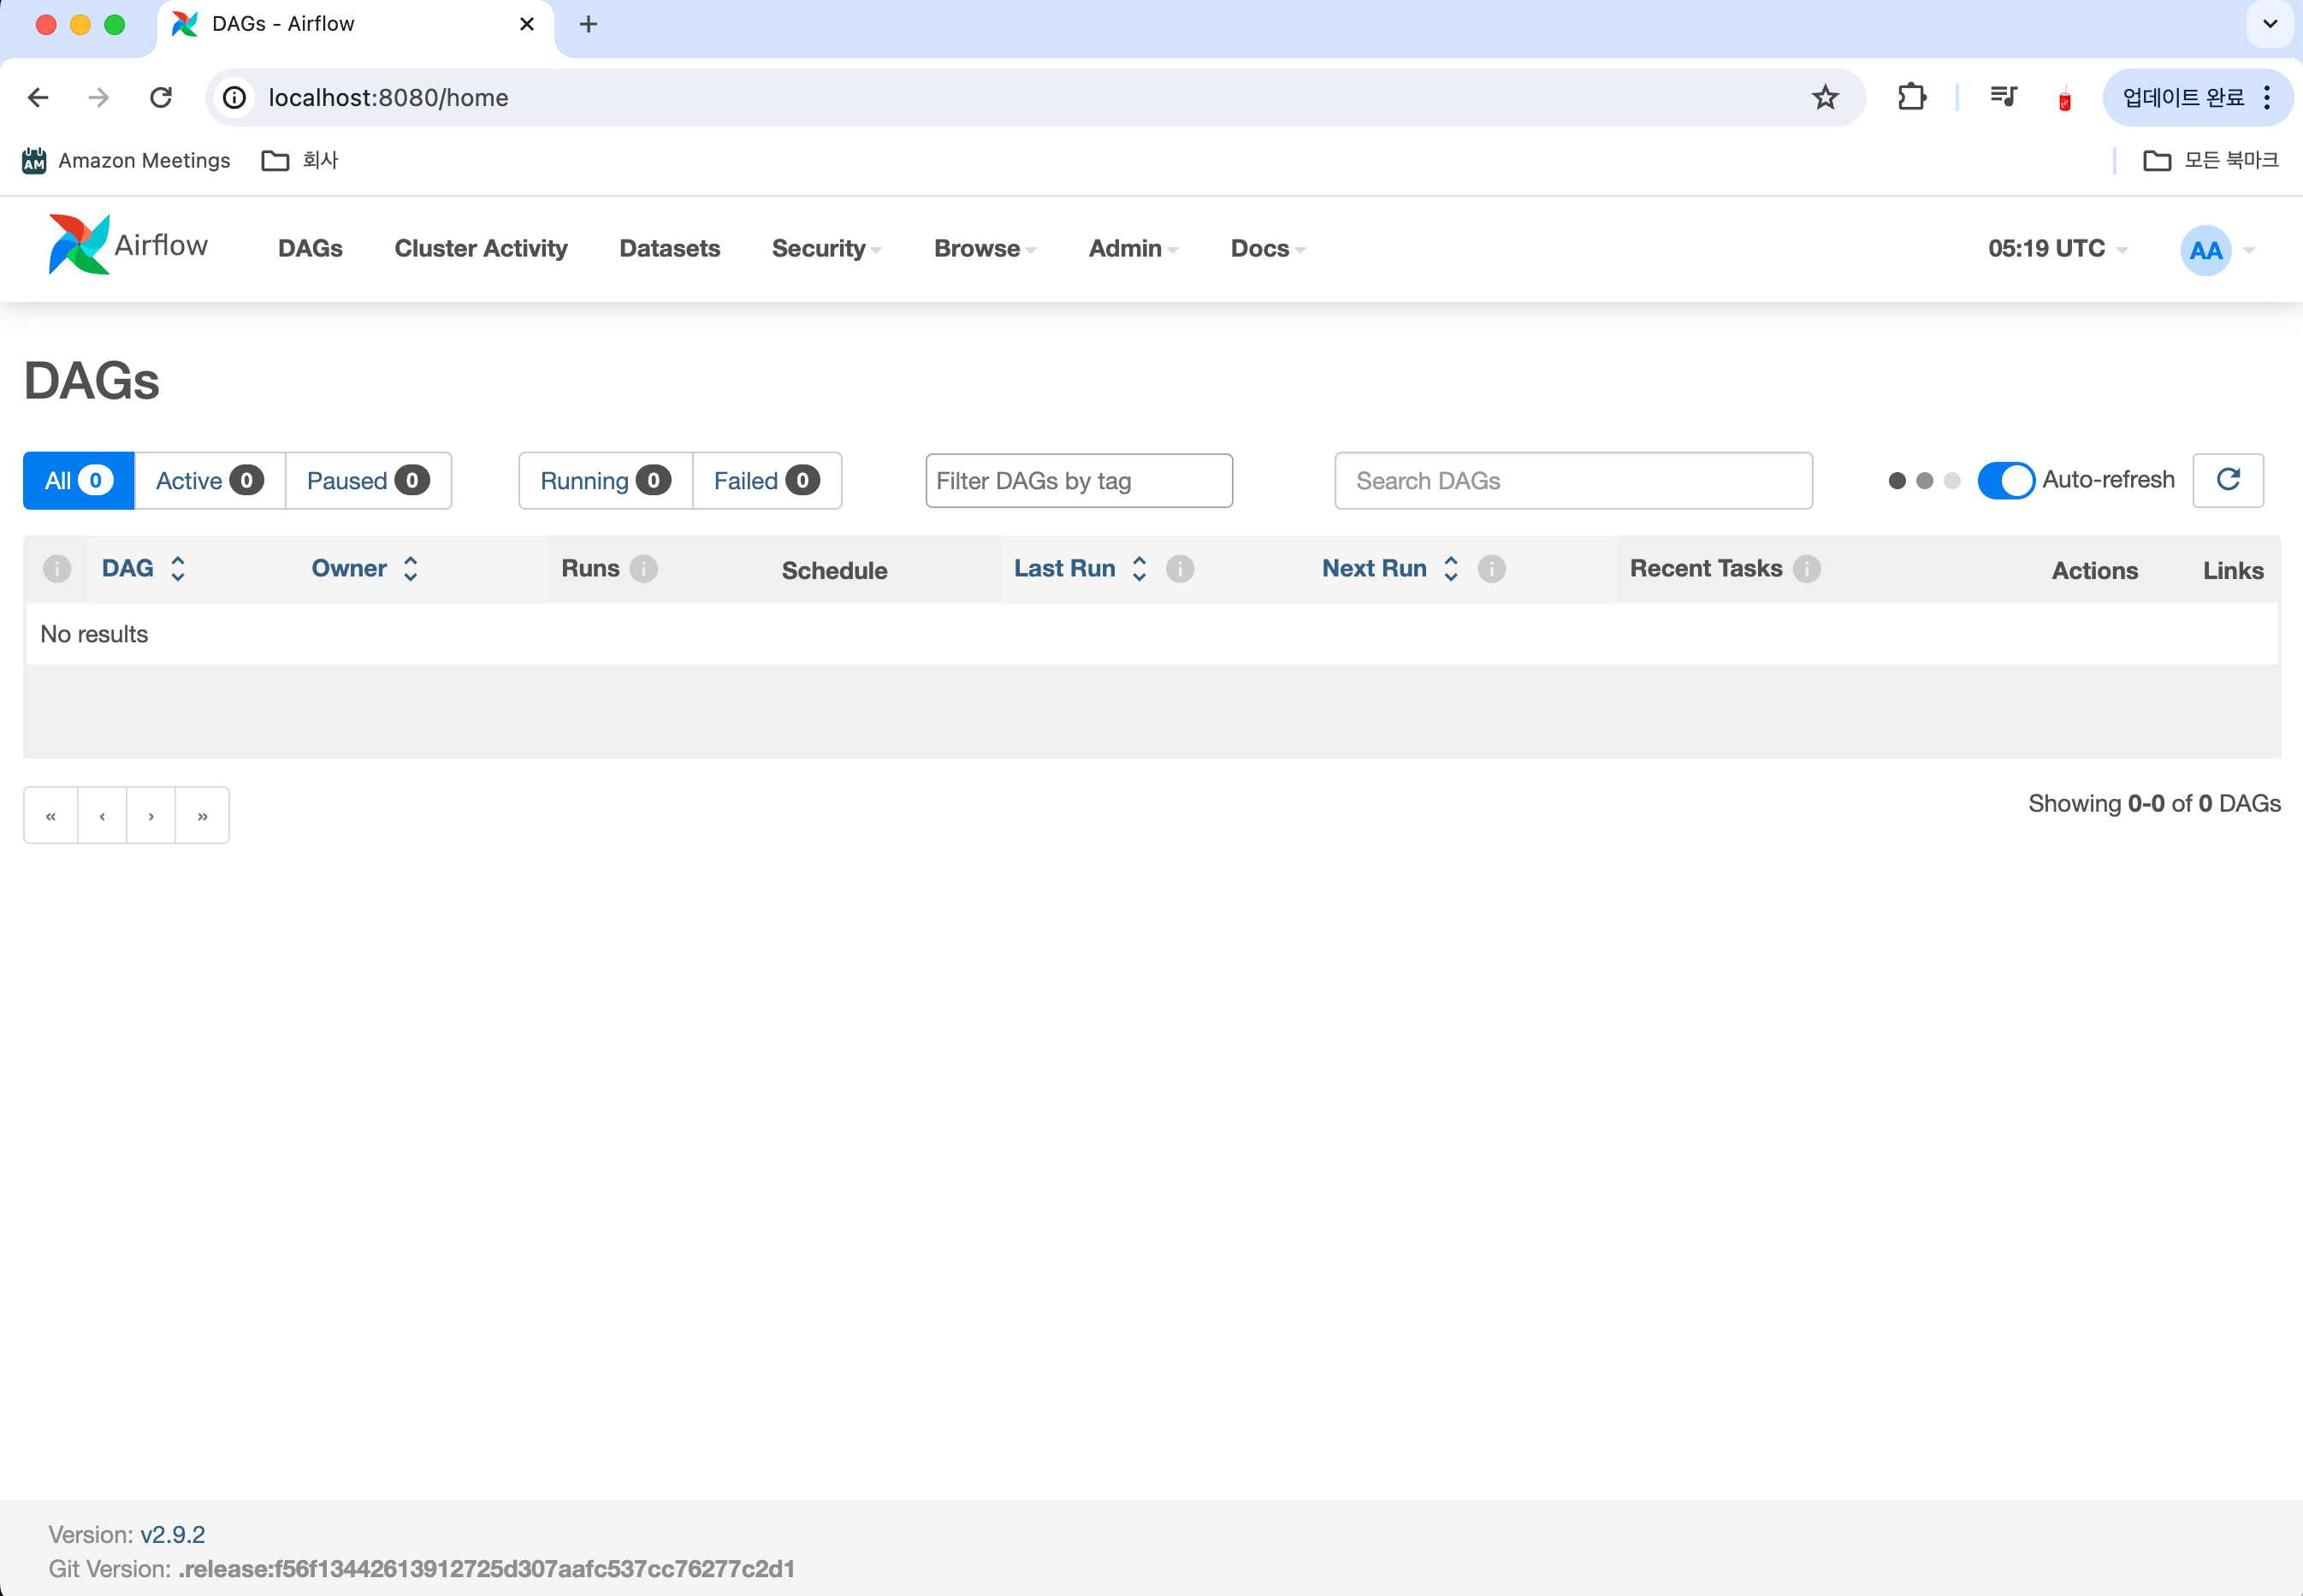 DAGs - Airflow
localhost:8080/home
업데이트 완료
AM Amazon Meetings 회사 모든 북마크
Airflow DAGs Cluster Activity Datasets Security Browse Admin Docs 05:19 UTC AA
DAGs
All 0 Active 0 Paused 0 Running 0 Failed 0 Filter DAGs by tag Search DAGs Auto-refresh
DAG Owner Runs Schedule Last Run Next Run Recent Tasks Actions Links
No results
« ‹ › » Showing 0-0 of 0 DAGs
Version: v2.9.2
Git Version: .release:f56f13442613912725d307aafc537cc76277c2d1